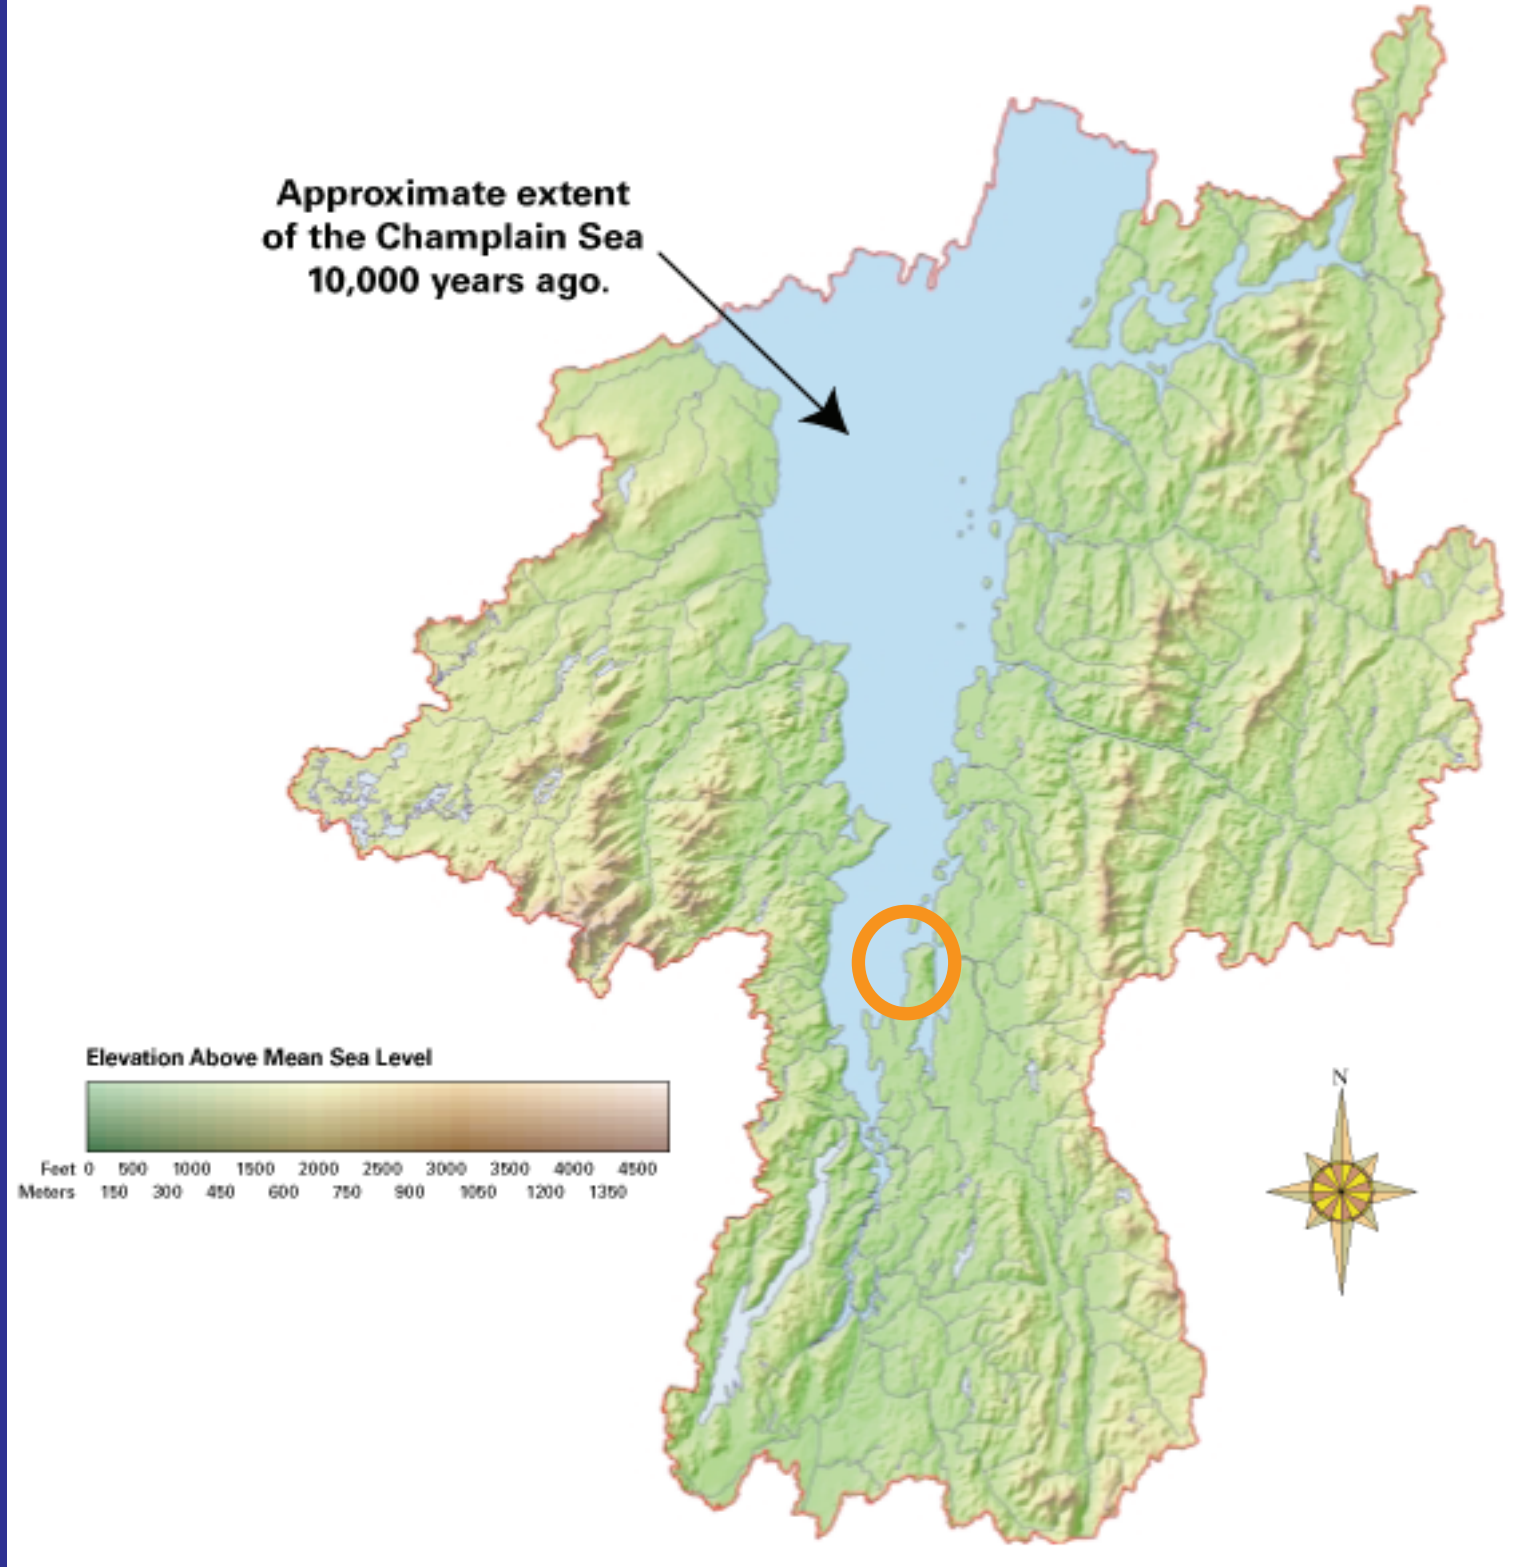 Approximate extent
of the Champlain Sea
10,000 years ago.
Elevation Above Mean Sea Level
Feet 0 500 1000 1500 2000 2500 3000 3500 4000 4500
Meters 150 300 450 600 750 900 1050 1200 1350
N